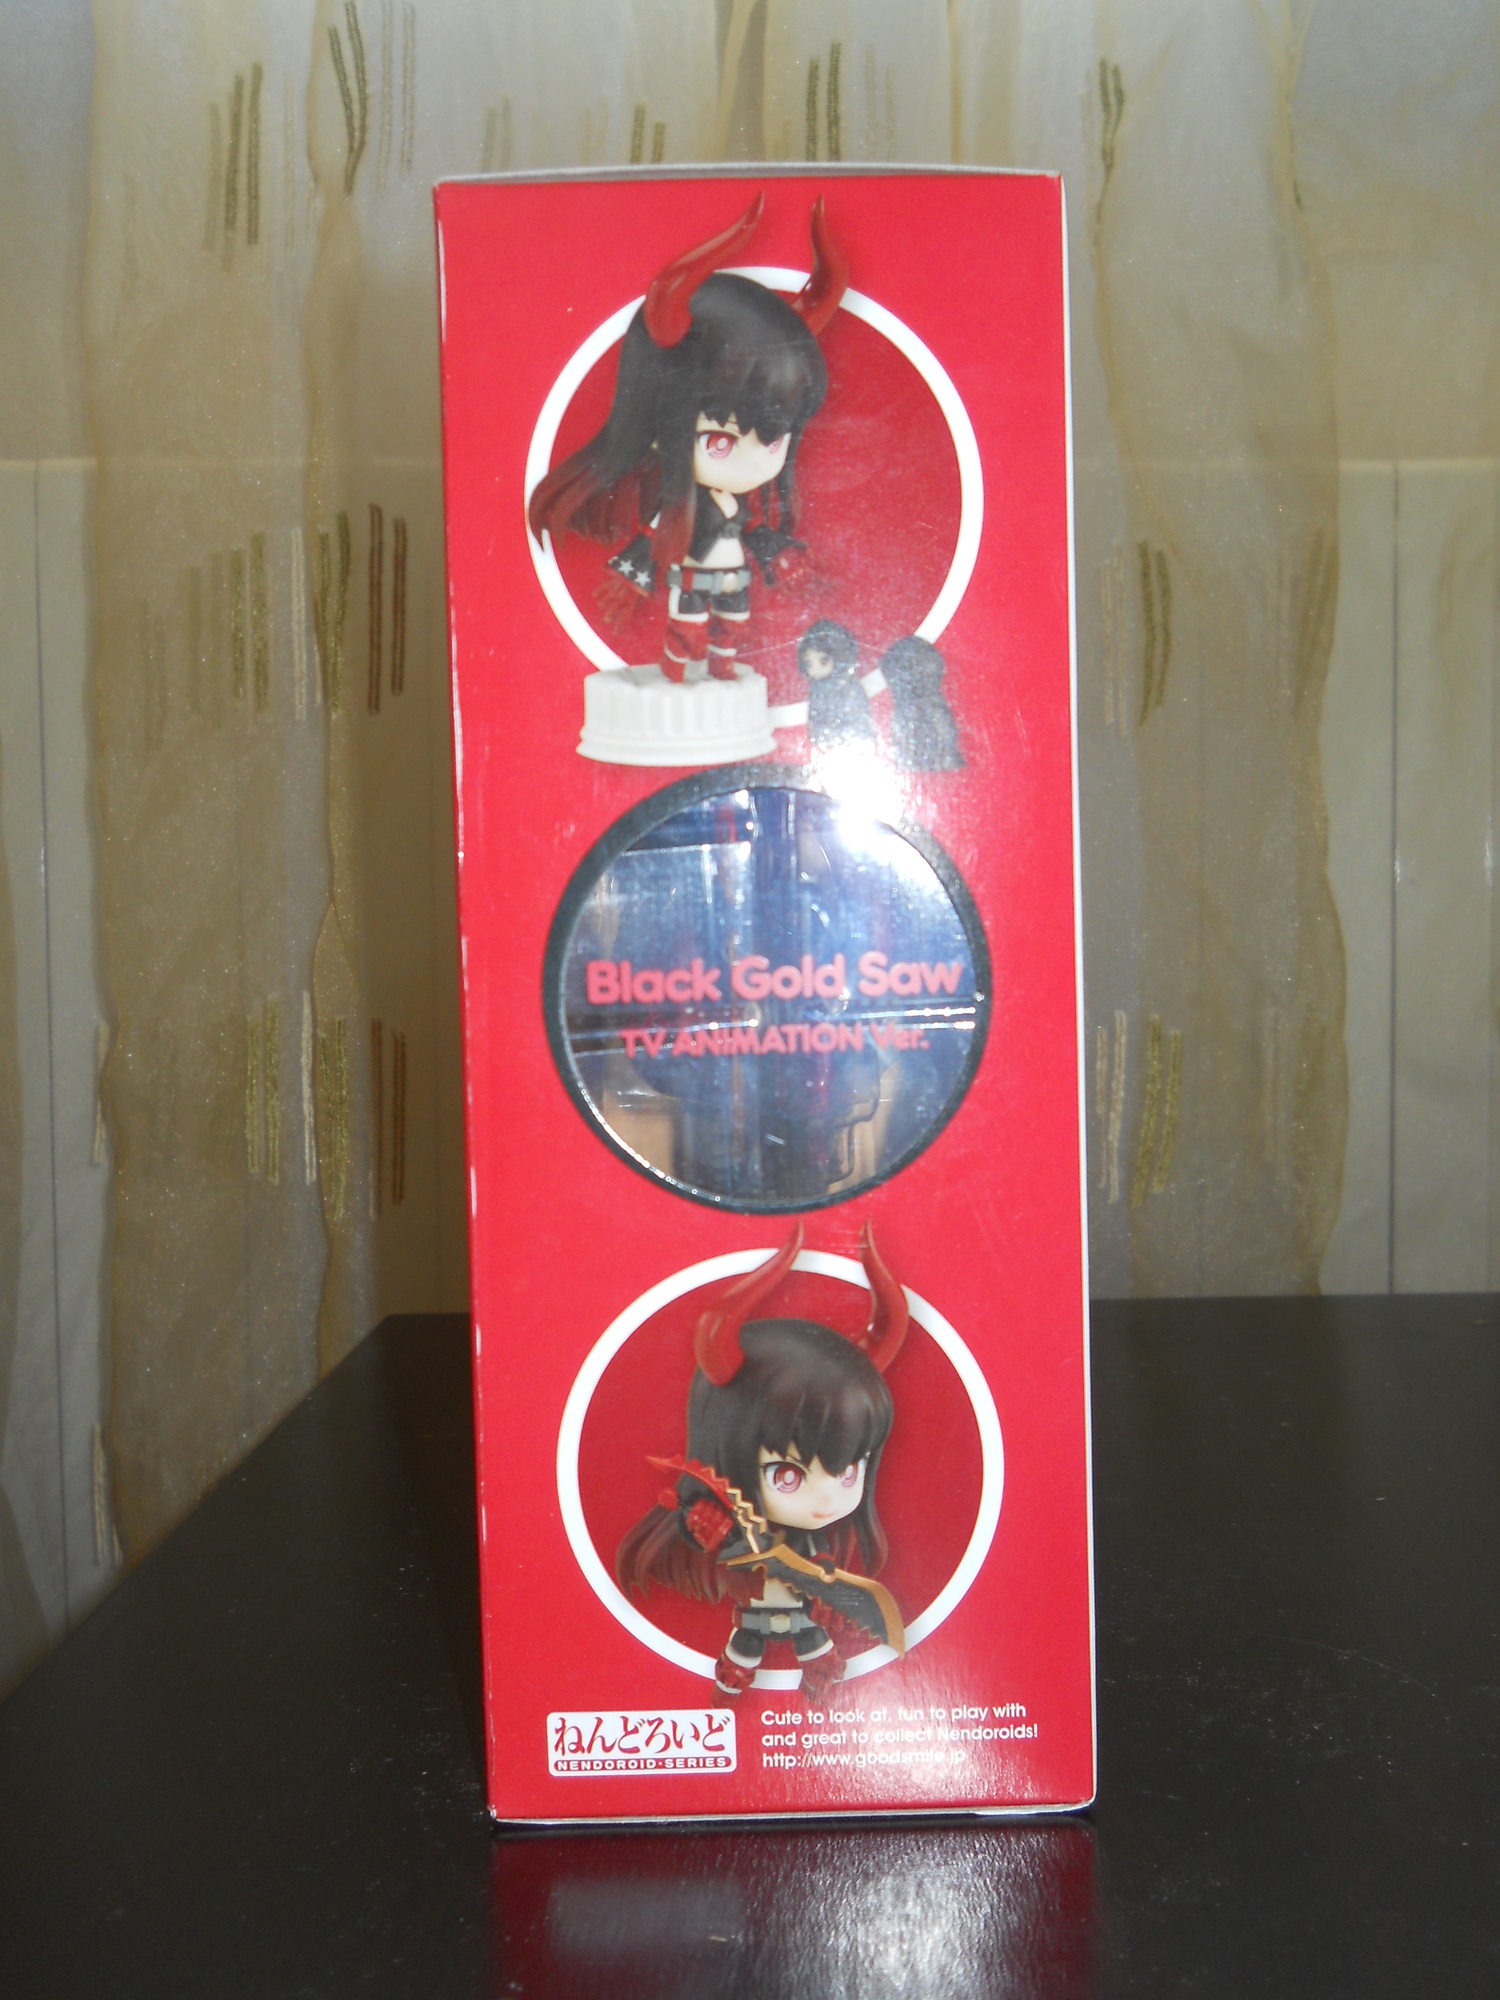 Black Gold Saw
TV ANIMATION Ver.
ねんどろいど
NENDOROID·SERIES
Cute to look at, fun to play with
and great to collect Nendoroids!
http://www.goodsmile.jp